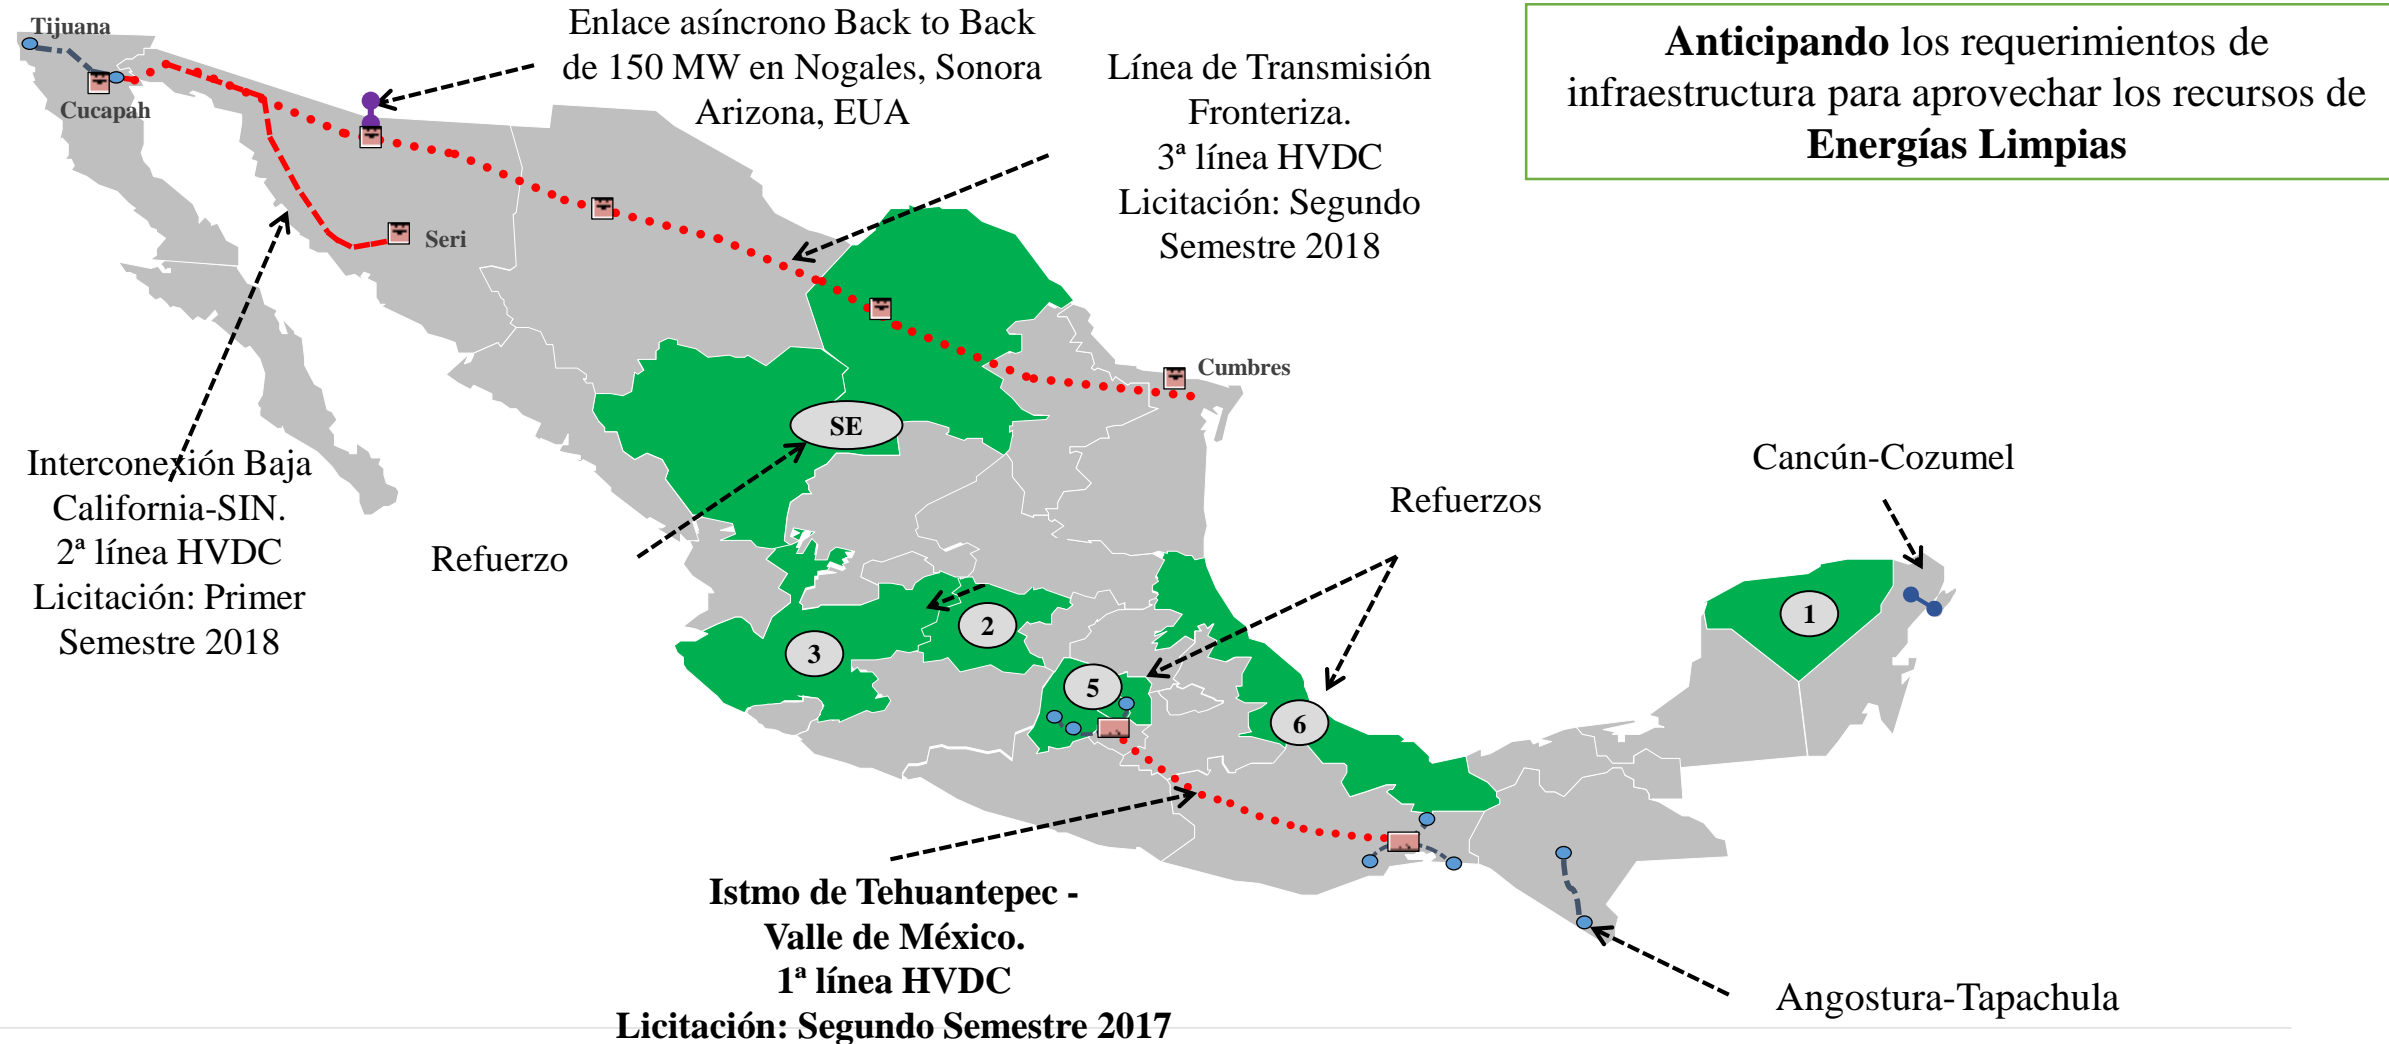 Tijuana
Cucapah
Enlace asíncrono Back to Back
de 150 MW en Nogales, Sonora
Arizona, EUA
Línea de Transmisión
Fronteriza.
3ª línea HVDC
Licitación: Segundo
Semestre 2018
Anticipando los requerimientos de
infraestructura para aprovechar los recursos de
Energías Limpias
Seri
Cumbres
SE
Interconexión Baja
California-SIN.
2ª línea HVDC
Licitación: Primer
Semestre 2018
Refuerzo
Refuerzos
Cancún-Cozumel
1
2
3
5
6
Istmo de Tehuantepec -
Valle de México.
1ª línea HVDC
Licitación: Segundo Semestre 2017
Angostura-Tapachula